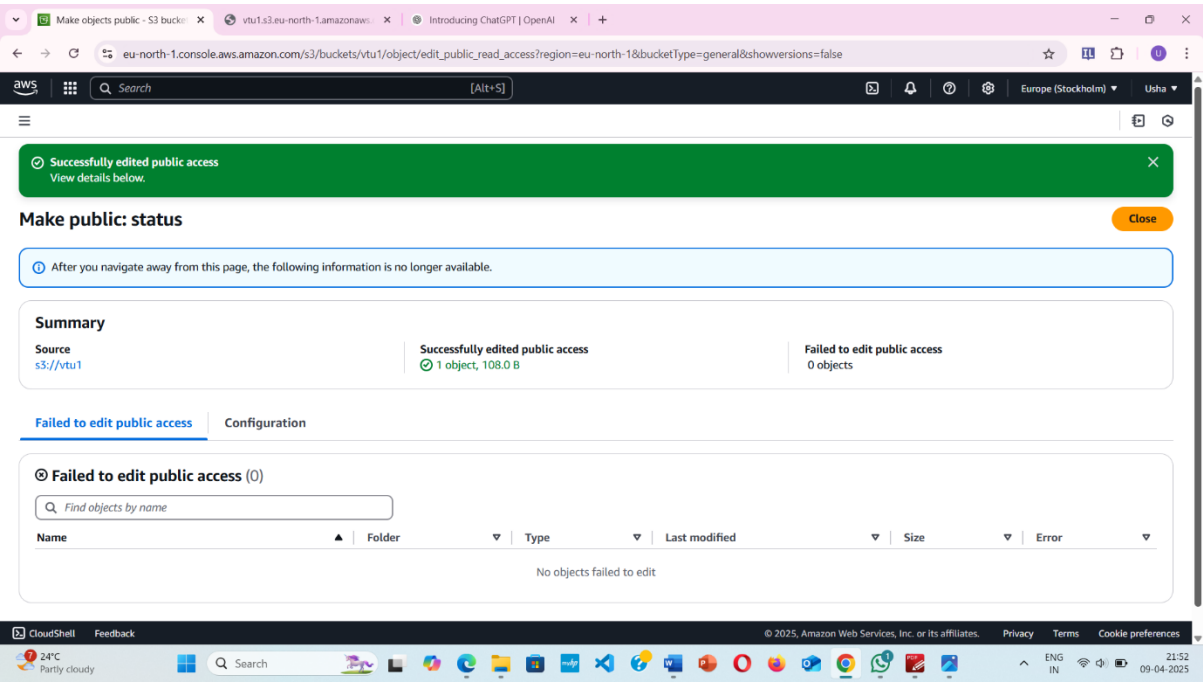 Make objects public - S3 bucket
vtu1.s3.eu-north-1.amazonaws.
Introducing ChatGPT | OpenAI
eu-north-1.console.aws.amazon.com/s3/buckets/vtu1/object/edit_public_read_access?region=eu-north-1&bucketType=general&showversions=false
IL
U
aws
Search
[Alt+S]
Europe (Stockholm)
Usha
Successfully edited public access
View details below.
Make public: status
Close
After you navigate away from this page, the following information is no longer available.
Summary
Source
s3://vtu1
Successfully edited public access
1 object, 108.0 B
Failed to edit public access
0 objects
Failed to edit public access
Configuration
Failed to edit public access (0)
Find objects by name
Name
Folder
Type
Last modified
Size
Error
No objects failed to edit
CloudShell
Feedback
© 2025, Amazon Web Services, Inc. or its affiliates.
Privacy
Terms
Cookie preferences
7
24°C
Partly cloudy
Search
ENG
IN
21:52
09-04-2025